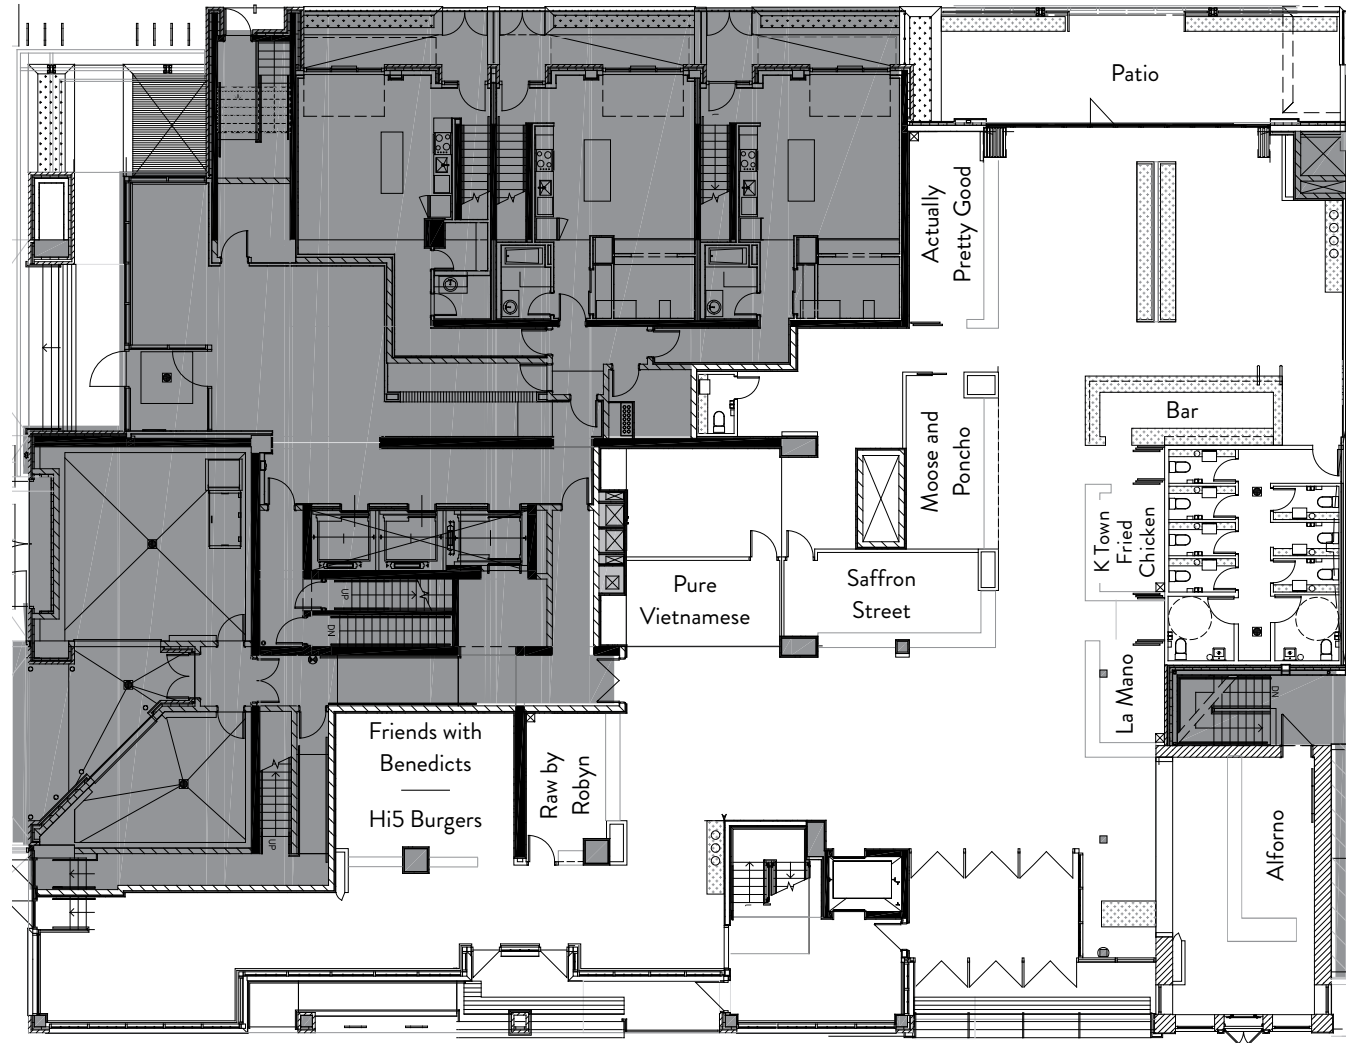 Patio
Actually
Pretty Good
Moose and
Poncho
Bar
K Town
Fried
Chicken
Pure
Vietnamese
Saffron
Street
UP
DN
La Mano
DN
Friends with
Benedicts
Hi5 Burgers
Raw by
Robyn
UP
Alforno